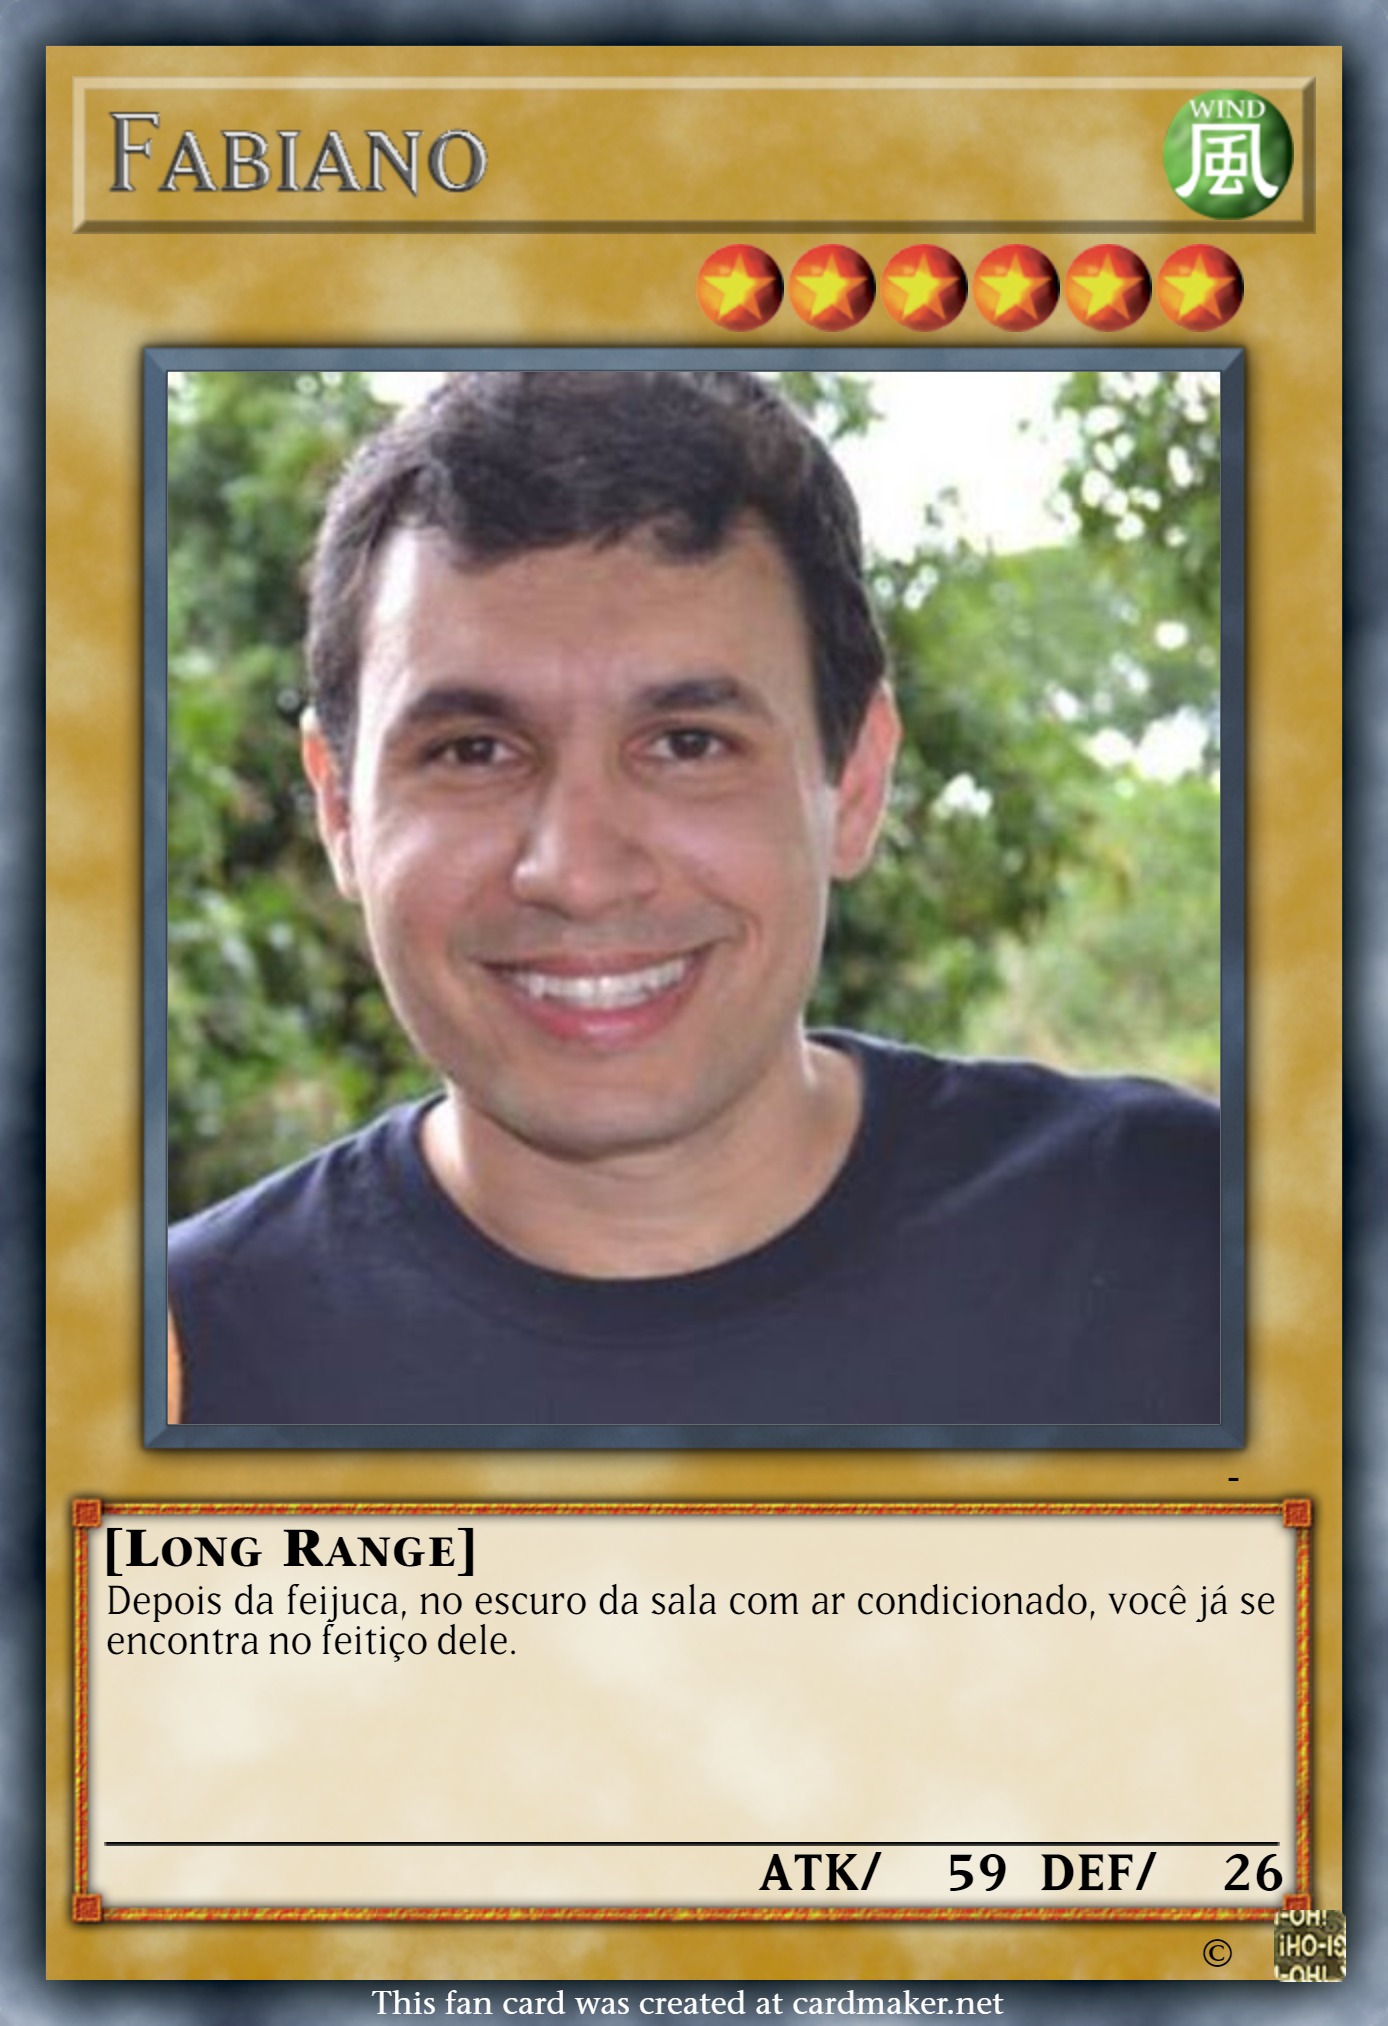 Fabiano
WIND
風
-
[Long Range]
Depois da feijuca, no escuro da sala com ar condicionado, você já se
encontra no feitiço dele.
ATK/ 59 DEF/ 26
©
This fan card was created at cardmaker.net